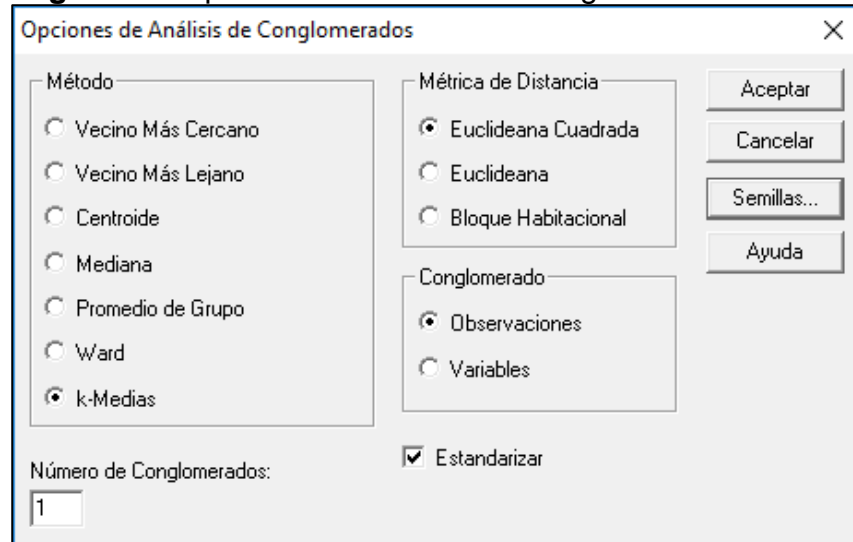 Opciones de Análisis de Conglomerados
Método
Vecino Más Cercano
Vecino Más Lejano
Centroide
Mediana
Promedio de Grupo
Ward
k-Medias
Número de Conglomerados:
1
Métrica de Distancia
Euclideana Cuadrada
Euclideana
Bloque Habitacional
Conglomerado
Observaciones
Variables
Estandarizar
Aceptar
Cancelar
Semillas...
Ayuda